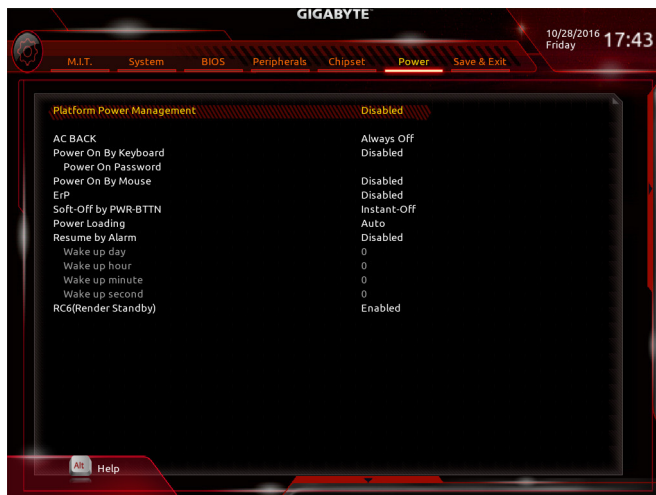 GIGABYTE™
10/28/2016 17:43
Friday
M.I.T. System BIOS Peripherals Chipset Power Save & Exit
Platform Power Management Disabled
AC BACK Always Off
Power On By Keyboard Disabled
Power On Password
Power On By Mouse Disabled
ErP Disabled
Soft-Off by PWR-BTTN Instant-Off
Power Loading Auto
Resume by Alarm Disabled
Wake up day 0
Wake up hour 0
Wake up minute 0
Wake up second 0
RC6(Render Standby) Enabled
Alt Help